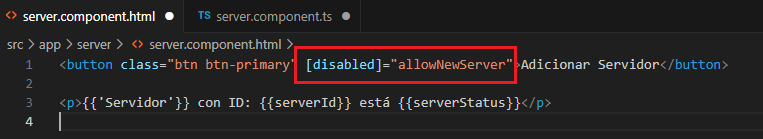 server.component.html
TS server.component.ts
src > app > server > server.component.html >
1 <button class="btn btn-primary" [disabled]="allowNewServer">Adicionar Servidor</button>
2
3 <p>{{'Servidor'}} con ID: {{serverId}} está {{serverStatus}}</p>
4